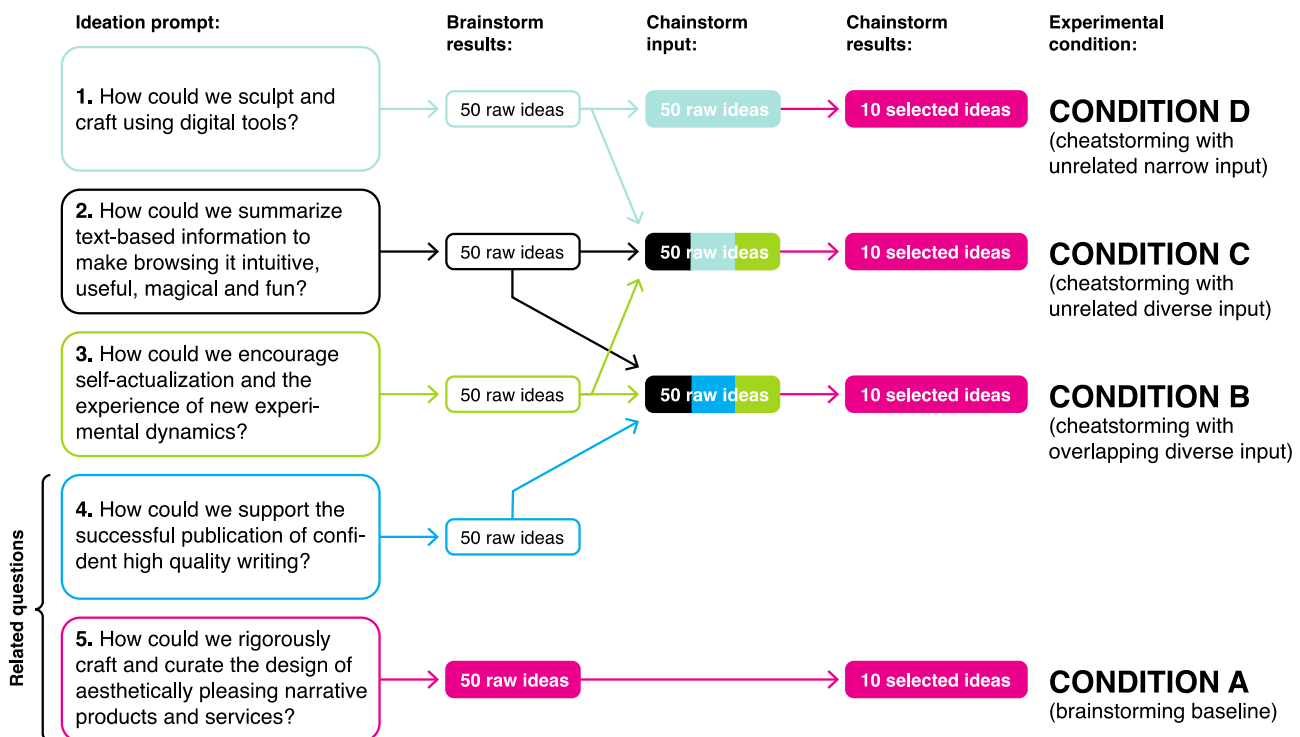 Ideation prompt:
Brainstorm
results:
Chainstorm
input:
Chainstorm
results:
Experimental
condition:
1. How could we sculpt and
craft using digital tools?
50 raw ideas
50 raw ideas
10 selected ideas
CONDITION D
(cheatstorming with
unrelated narrow input)
2. How could we summarize
text-based information to
make browsing it intuitive,
useful, magical and fun?
50 raw ideas
50 raw ideas
10 selected ideas
CONDITION C
(cheatstorming with
unrelated diverse input)
3. How could we encourage
self-actualization and the
experience of new experi-
mental dynamics?
50 raw ideas
50 raw ideas
10 selected ideas
CONDITION B
(cheatstorming with
overlapping diverse input)
Related questions
4. How could we support the
successful publication of confi-
dent high quality writing?
50 raw ideas
5. How could we rigorously
craft and curate the design of
aesthetically pleasing narrative
products and services?
50 raw ideas
10 selected ideas
CONDITION A
(brainstorming baseline)